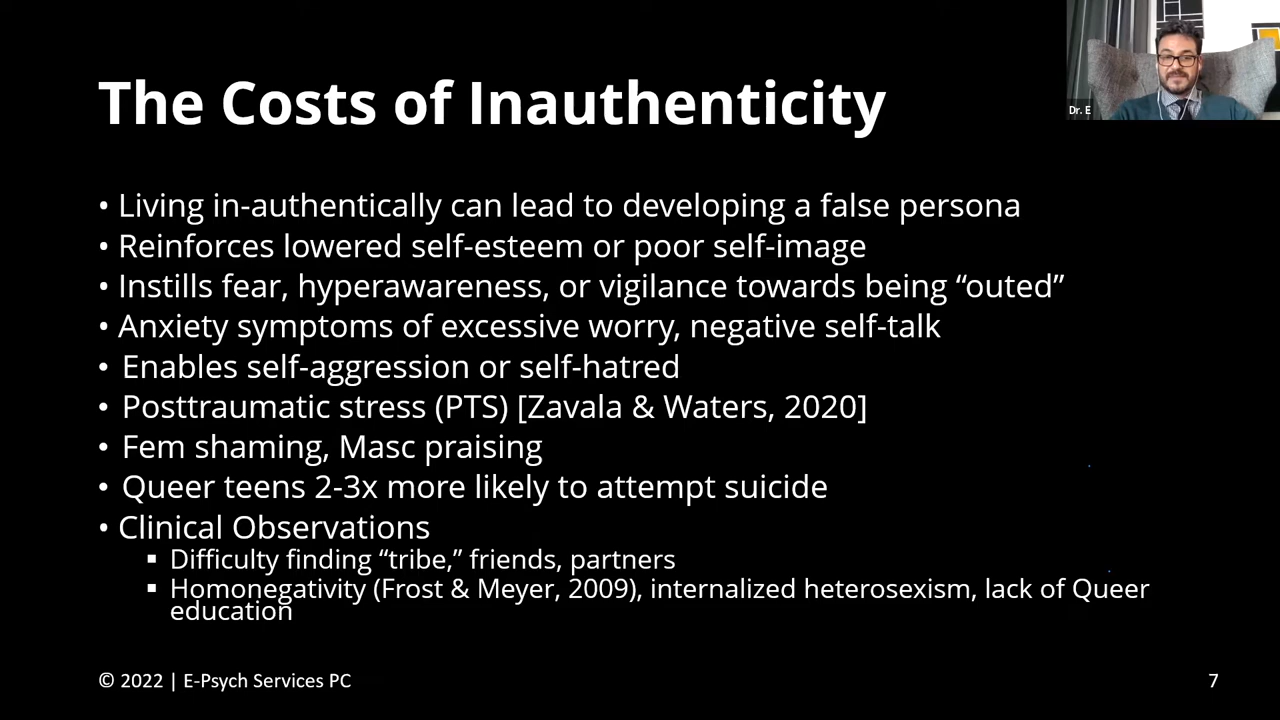 The Costs of Inauthenticity
Dr. E
• Living in-authentically can lead to developing a false persona
• Reinforces lowered self-esteem or poor self-image
• Instills fear, hyperawareness, or vigilance towards being “outed”
• Anxiety symptoms of excessive worry, negative self-talk
• Enables self-aggression or self-hatred
• Posttraumatic stress (PTS) [Zavala & Waters, 2020]
• Fem shaming, Masc praising
• Queer teens 2-3x more likely to attempt suicide
• Clinical Observations
▪ Difficulty finding “tribe,” friends, partners
▪ Homonegativity (Frost & Meyer, 2009), internalized heterosexism, lack of Queer
education
© 2022 | E-Psych Services PC
7